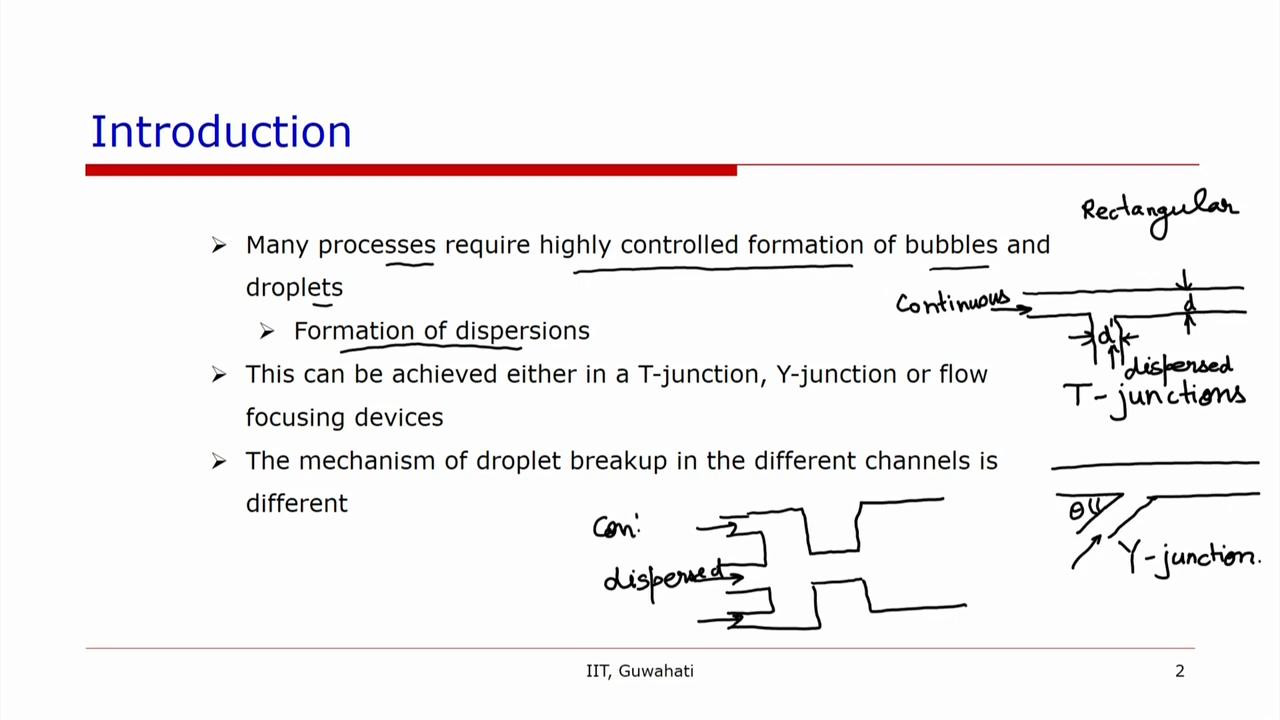 Introduction
Many processes require highly controlled formation of bubbles and
droplets
Formation of dispersions
This can be achieved either in a T-junction, Y-junction or flow
focusing devices
The mechanism of droplet breakup in the different channels is
different
Rectangular
Continuous
d
d'
dispersed
T-junctions
θ
Y-junction.
Con:
dispersed
IIT, Guwahati
2